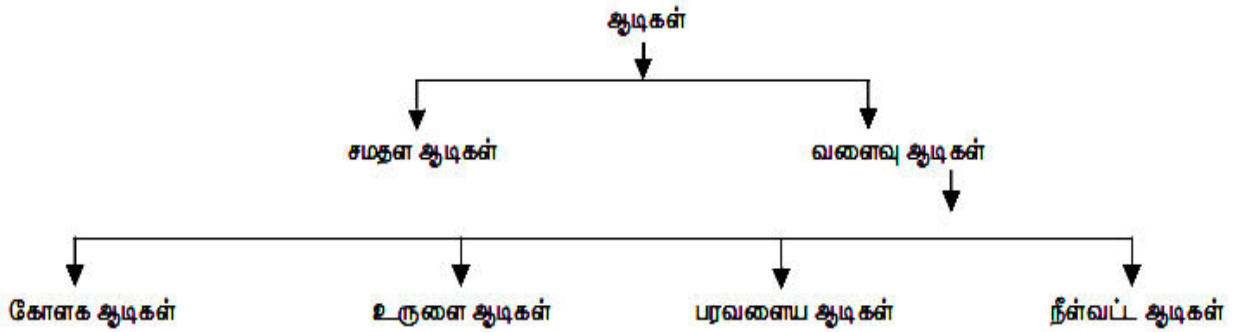 ஆடிகள்
சமதள ஆடிகள் வளைவு ஆடிகள்
கோளக ஆடிகள் உருளை ஆடிகள் பரவளைய ஆடிகள் நீள்வட்ட ஆடிகள்